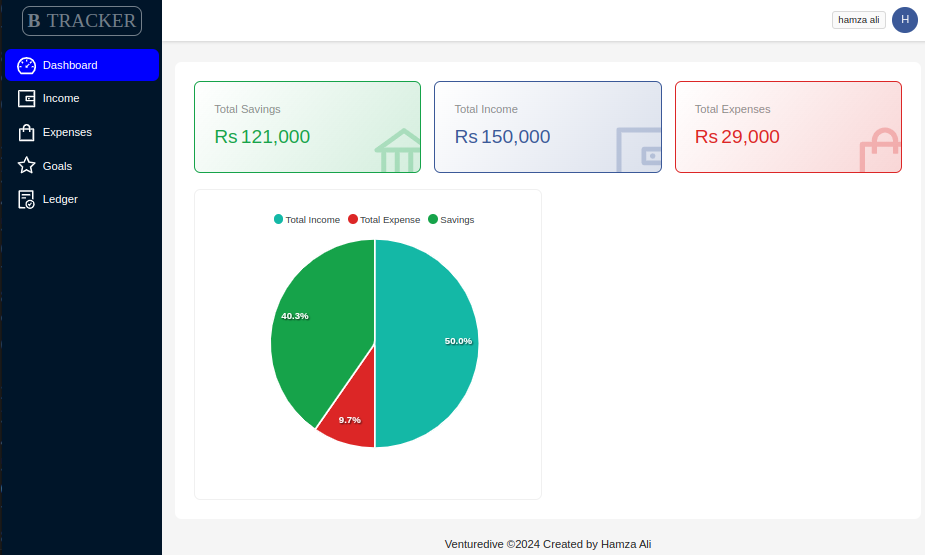 B TRACKER
hamza ali
H
Dashboard
Income
Expenses
Goals
Ledger
Total Savings
Rs 121,000
Total Income
Rs 150,000
Total Expenses
Rs 29,000
Total Income Total Expense Savings
40.3%
50.0%
9.7%
Venturedive ©2024 Created by Hamza Ali